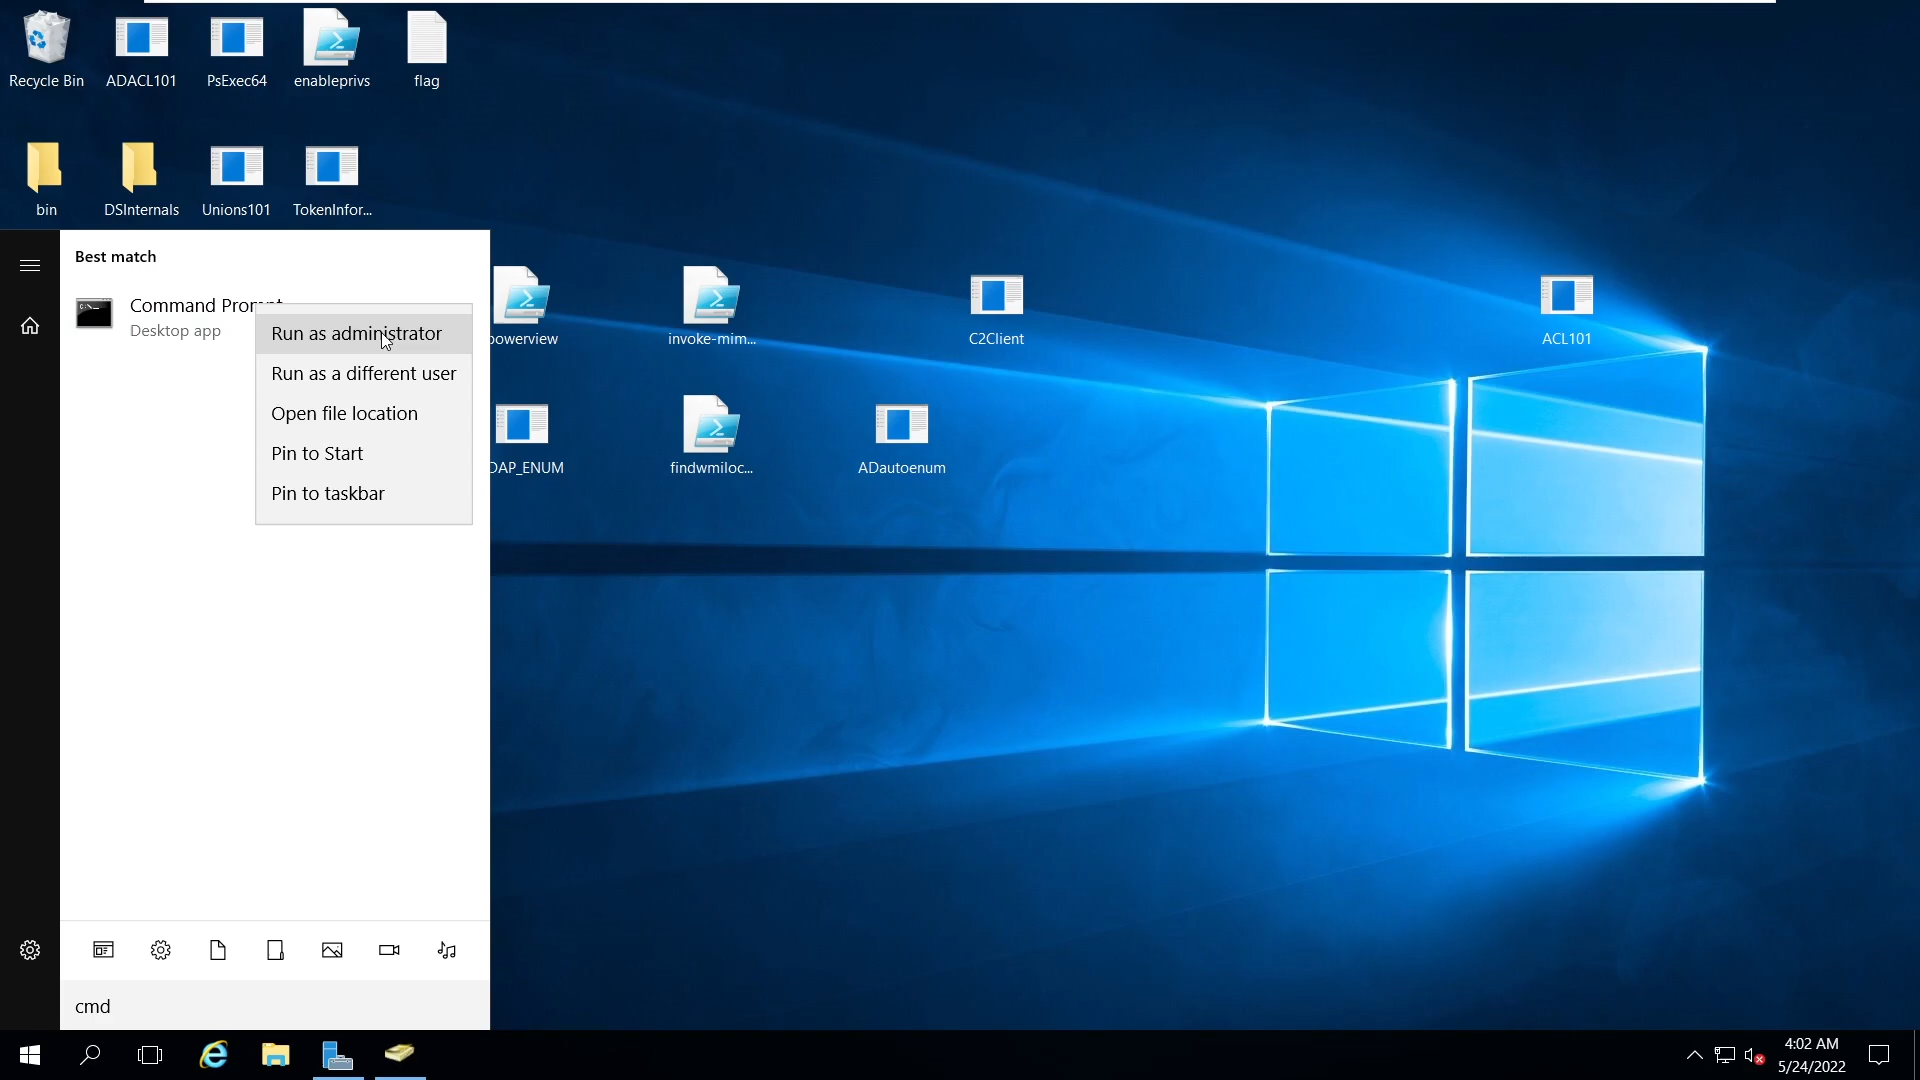 Recycle Bin
ADACL101
PsExec64
enableprivs
flag
bin
DSInternals
Unions101
TokenInfor...
Best match
Command Prompt
Desktop app
Run as administrator
Run as a different user
Open file location
Pin to Start
Pin to taskbar
powerview
invoke-mim...
C2Client
ACL101
DAP_ENUM
findwmiloc...
ADautoenum
cmd
4:02 AM
5/24/2022